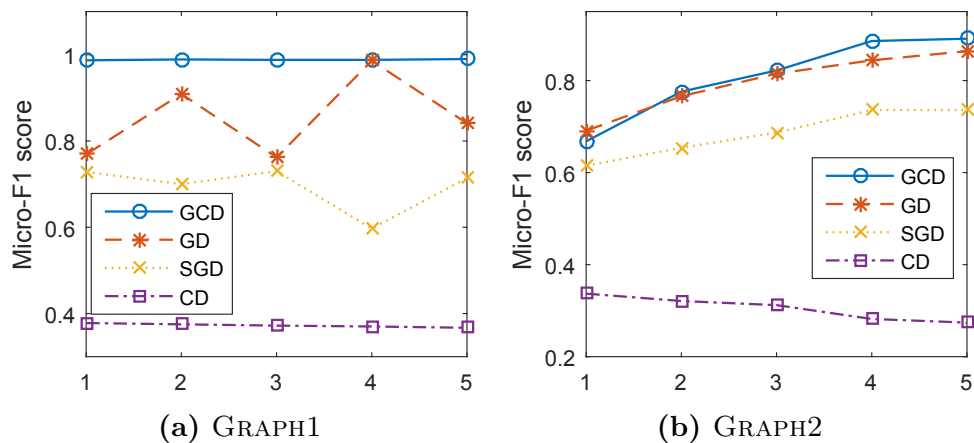 Micro-F1 score
1
0.8
0.6
0.4
GCD
GD
SGD
CD
1 2 3 4 5
(a) GRAPH1
Micro-F1 score
0.8
0.6
0.4
0.2
GCD
GD
SGD
CD
1 2 3 4 5
(b) GRAPH2